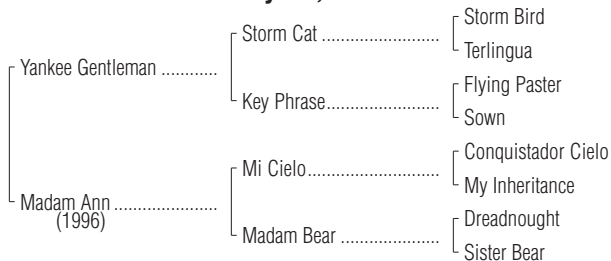 Storm Bird
Storm Cat ........................
Terlingua
Yankee Gentleman ............
Flying Paster
Key Phrase.......................
Sown
Conquistador Cielo
Mi Cielo...........................
My Inheritance
Madam Ann ......................
(1996)
Dreadnought
Madam Bear ....................
Sister Bear